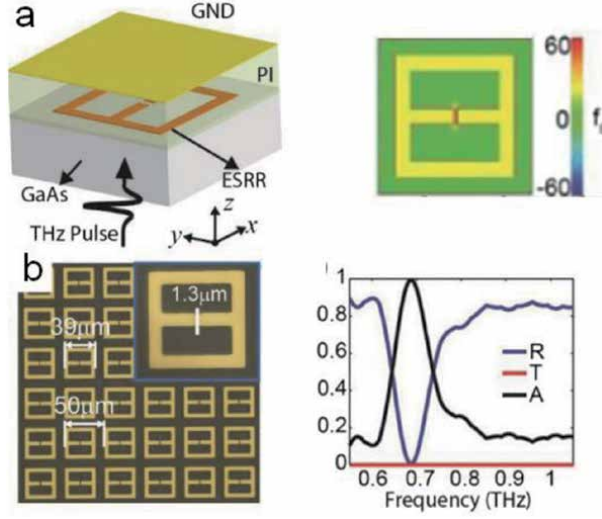 a
GND
PI
GaAs
ESRR
THz Pulse
z
y
x
60
0
-60
b
1.3μm
39μm
50μm
1
0.8
0.6
0.4
0.2
0
R
T
A
0.6 0.7 0.8 0.9 1
Frequency (THz)